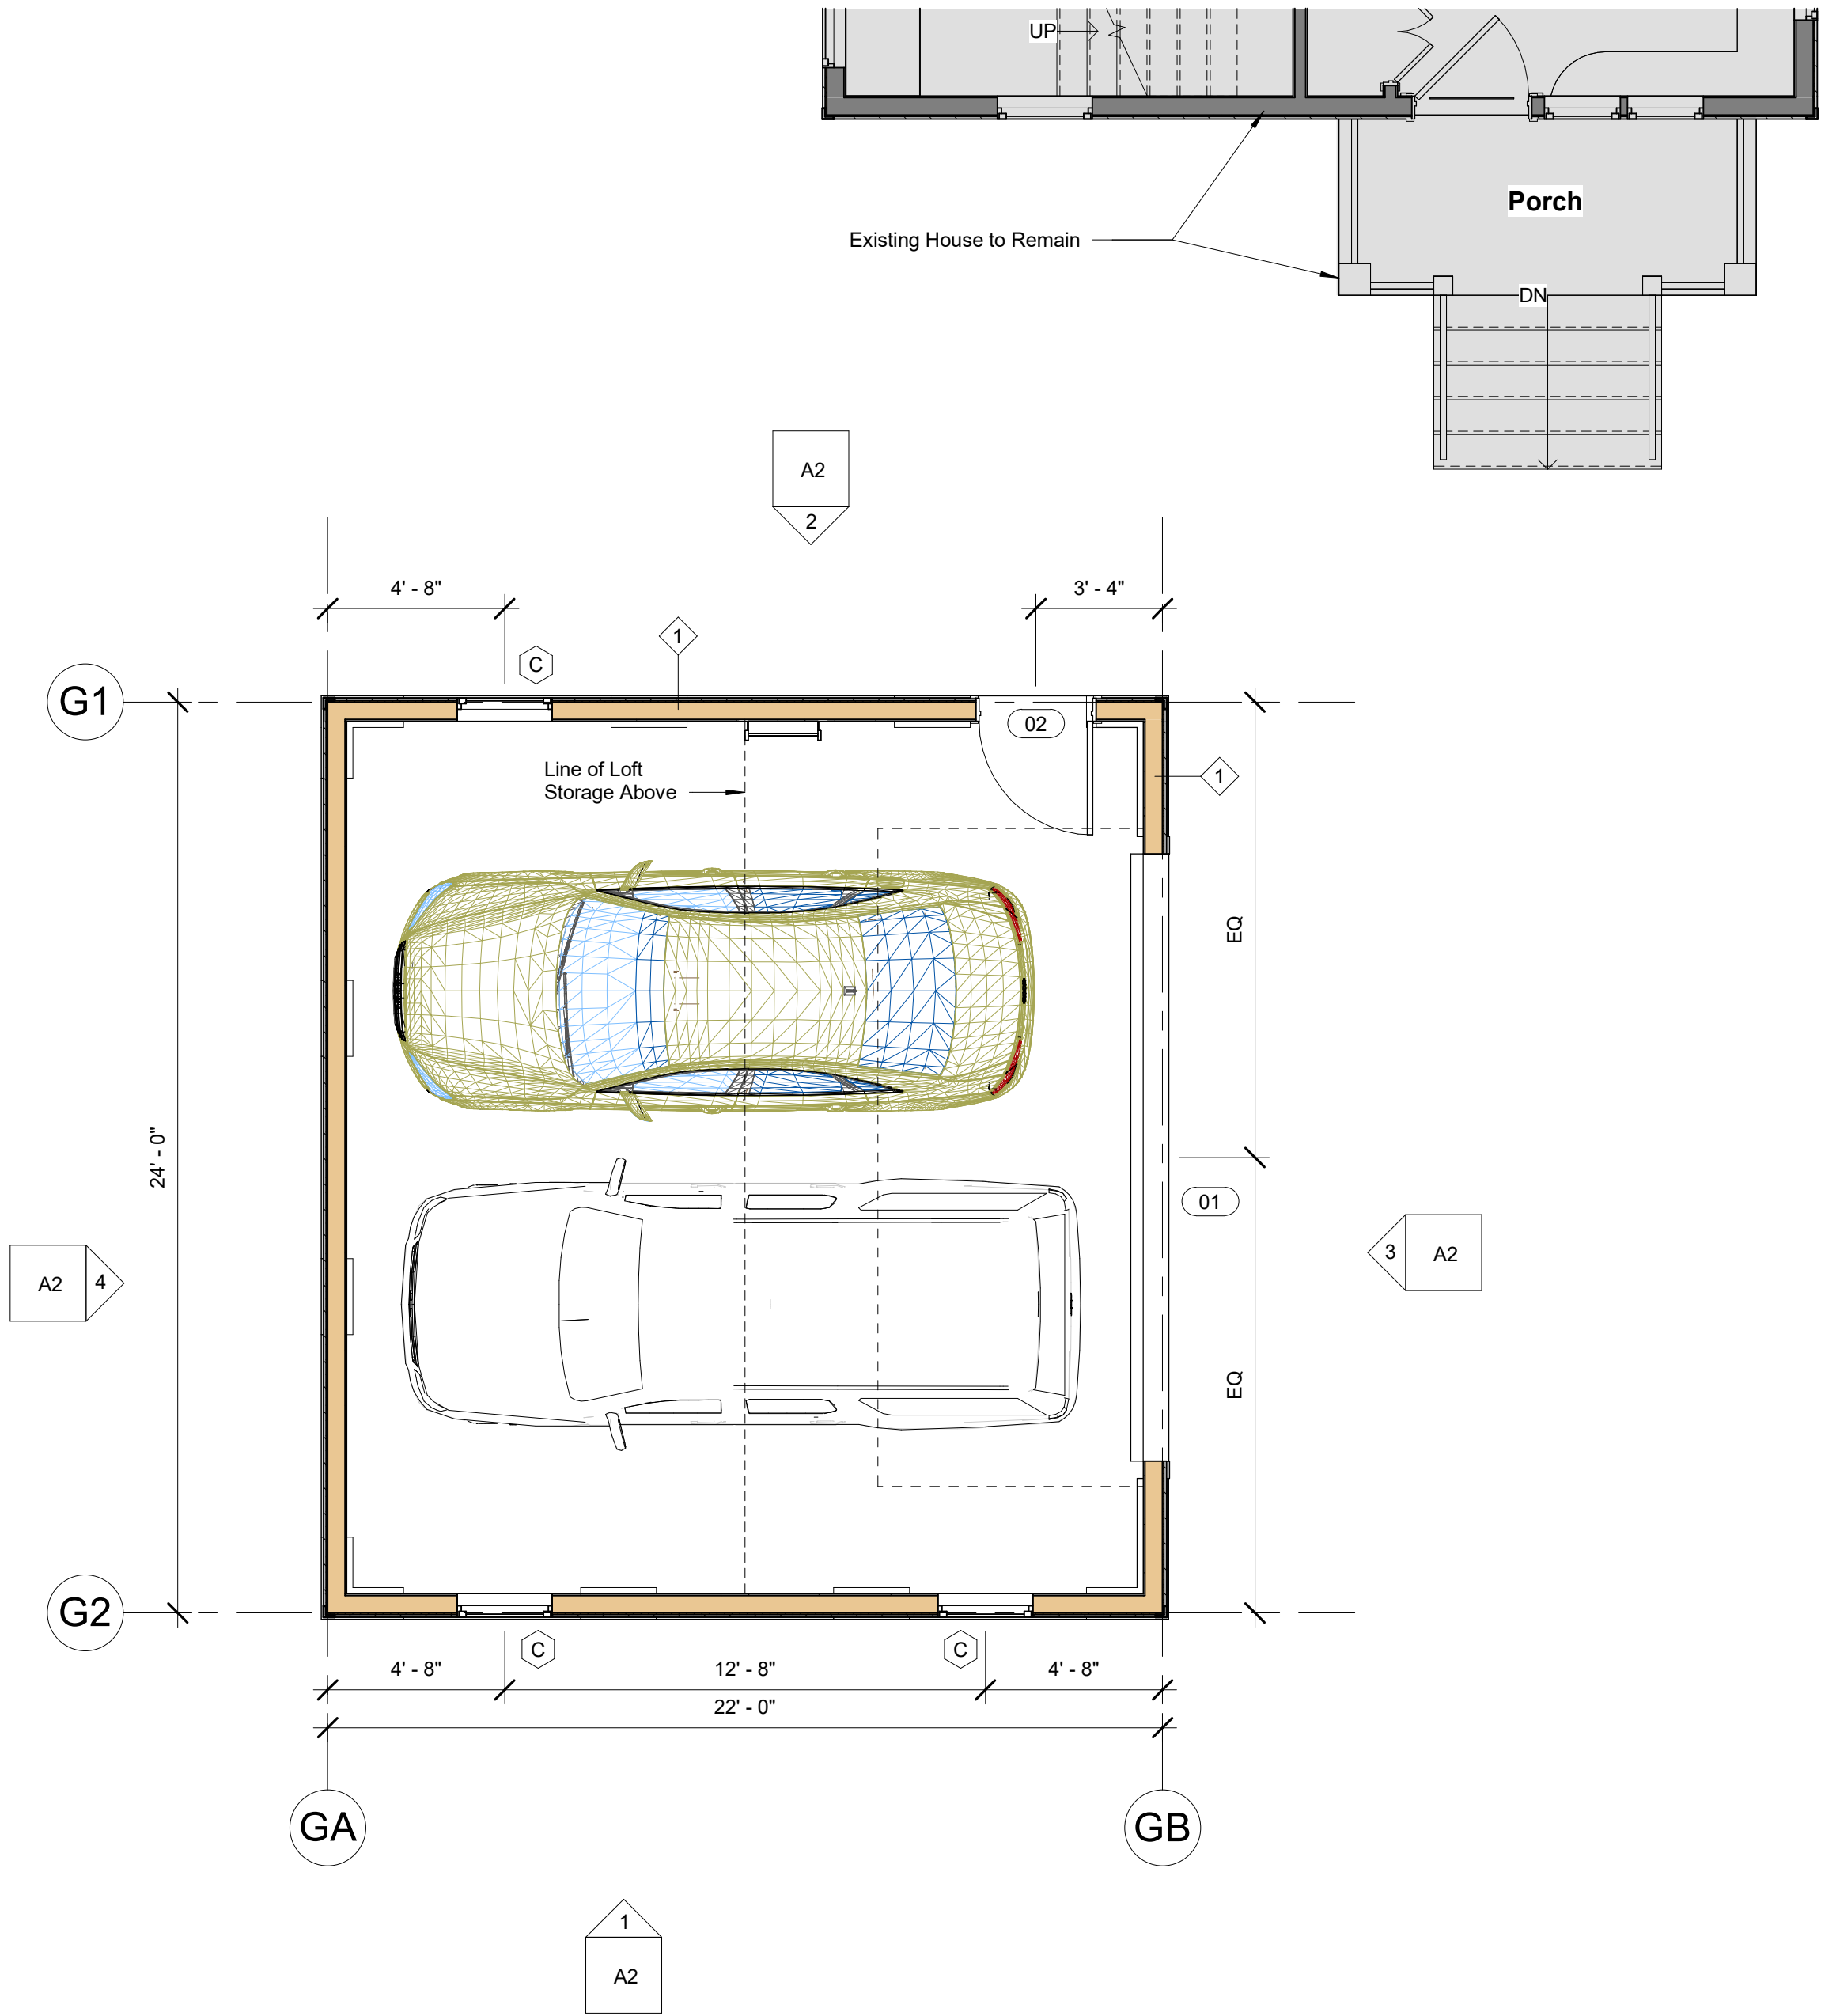 UP
Porch
Existing House to Remain
DN
A2
2
4' - 8"
3' - 4"
1
C
G1
02
Line of Loft
Storage Above
1
EQ
24' - 0"
01
A2
4
3
A2
EQ
G2
C
C
4' - 8"
12' - 8"
4' - 8"
22' - 0"
GA
GB
1
A2